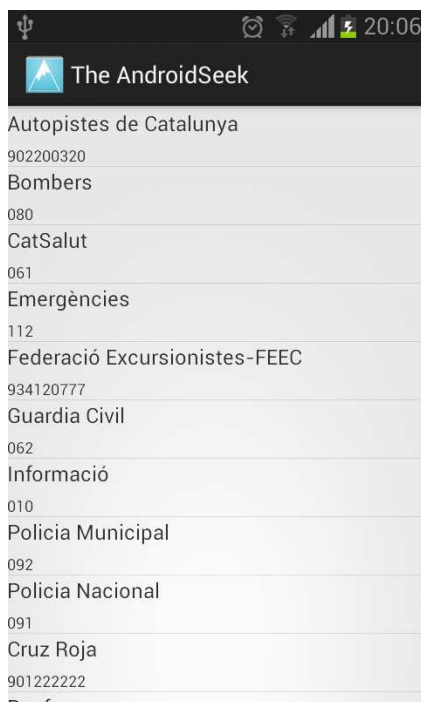 20:06
The AndroidSeek
Autopistes de Catalunya
902200320
Bombers
080
CatSalut
061
Emergències
112
Federació Excursionistes-FEEC
934120777
Guardia Civil
062
Informació
010
Policia Municipal
092
Policia Nacional
091
Cruz Roja
901222222